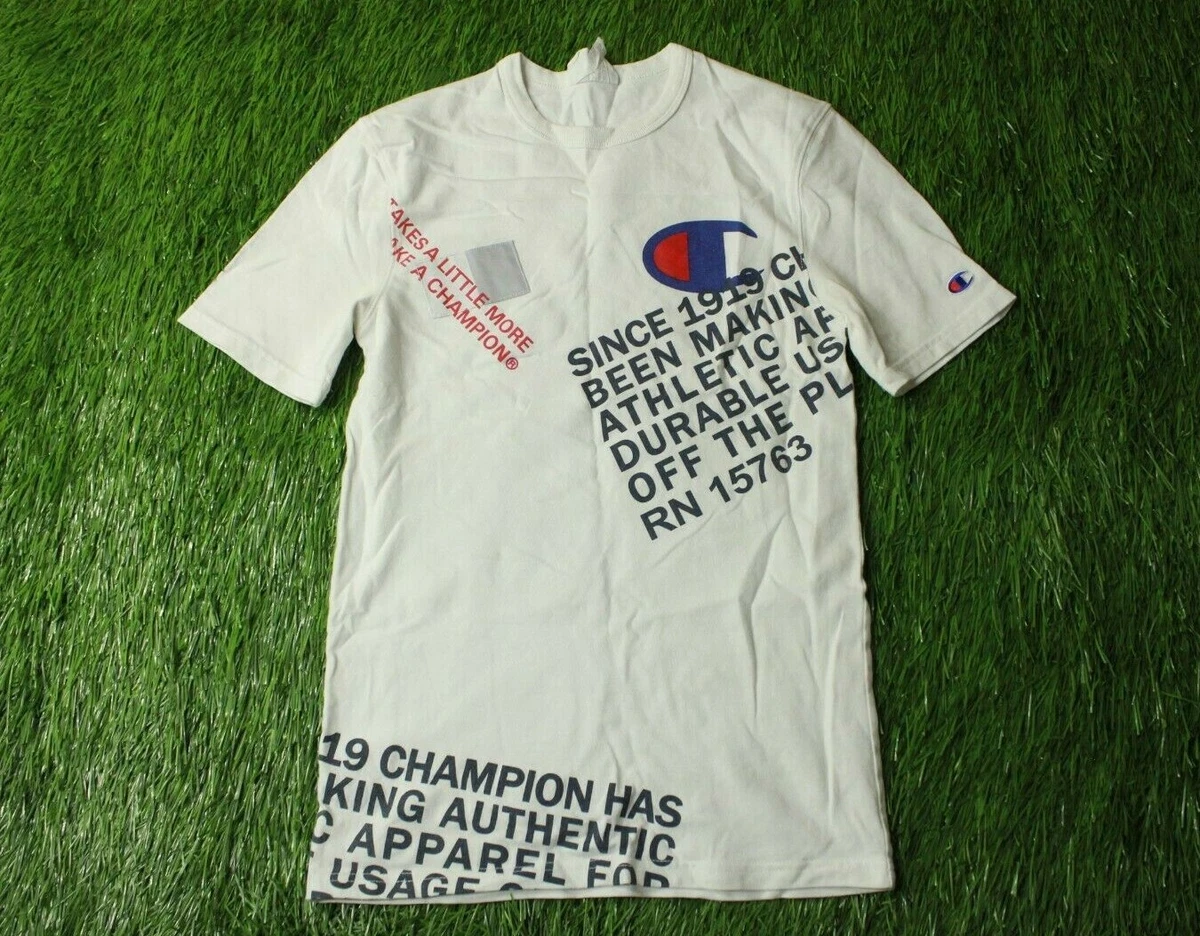 TAKES A LITTLE MORE
MAKE A CHAMPION®
SINCE 1919 CH
BEEN MAKING
ATHLETIC AP
DURABLE US
OFF THE PL
RN 15763
19 CHAMPION HAS
KING AUTHENTIC
C APPAREL FOR
USAGE